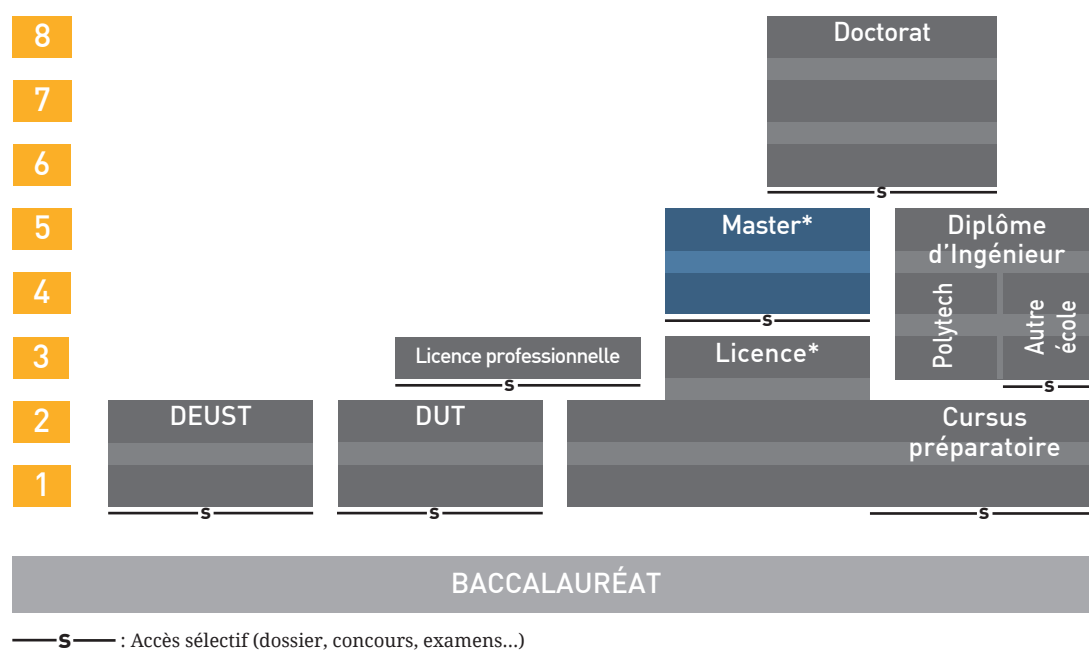 8
Doctorat
7
6
S
5
Master*
Diplôme
d'Ingénieur
4
Polytech
Autre
école
S
3
Licence professionnelle
Licence*
S
S
2
DEUST
DUT
Cursus
préparatoire
1
S
S
S
BACCALAURÉAT
S : Accès sélectif (dossier, concours, examens...)